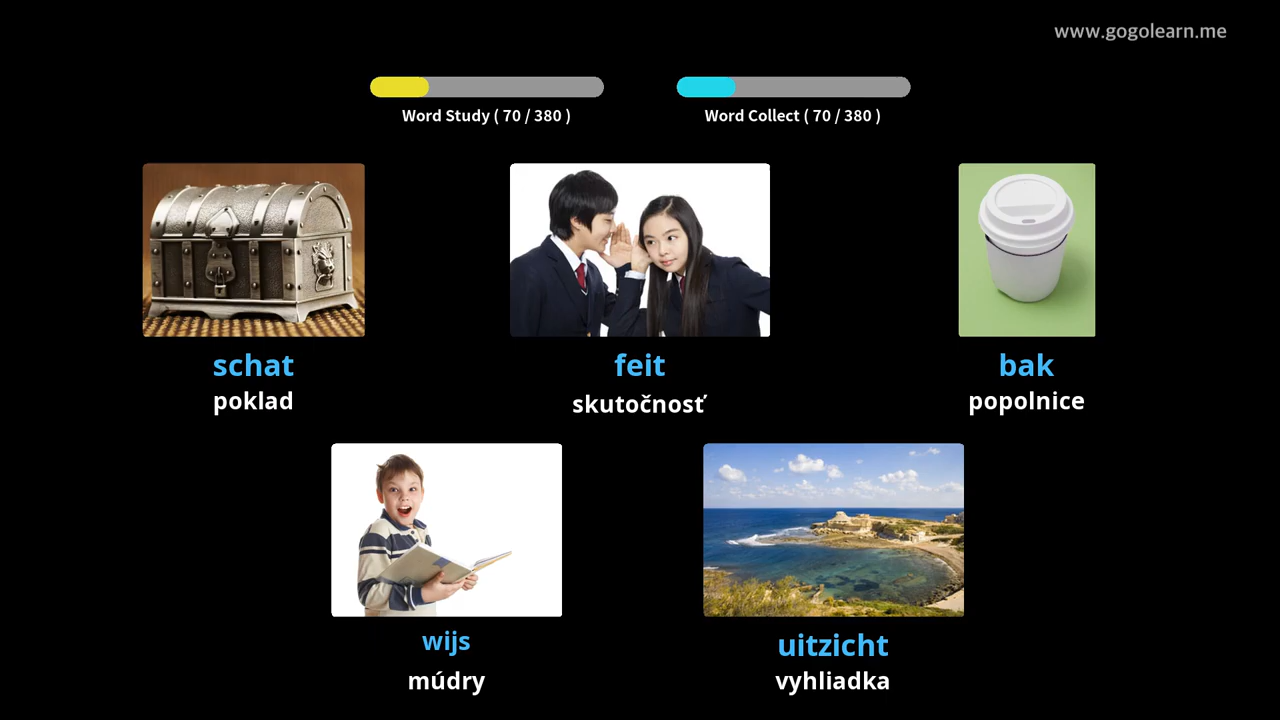 www.gogolearn.me
Word Study ( 70 / 380 )
Word Collect ( 70 / 380 )
schat
poklad
feit
skutočnosť
bak
popolnice
wijs
múdry
uitzicht
vyhliadka